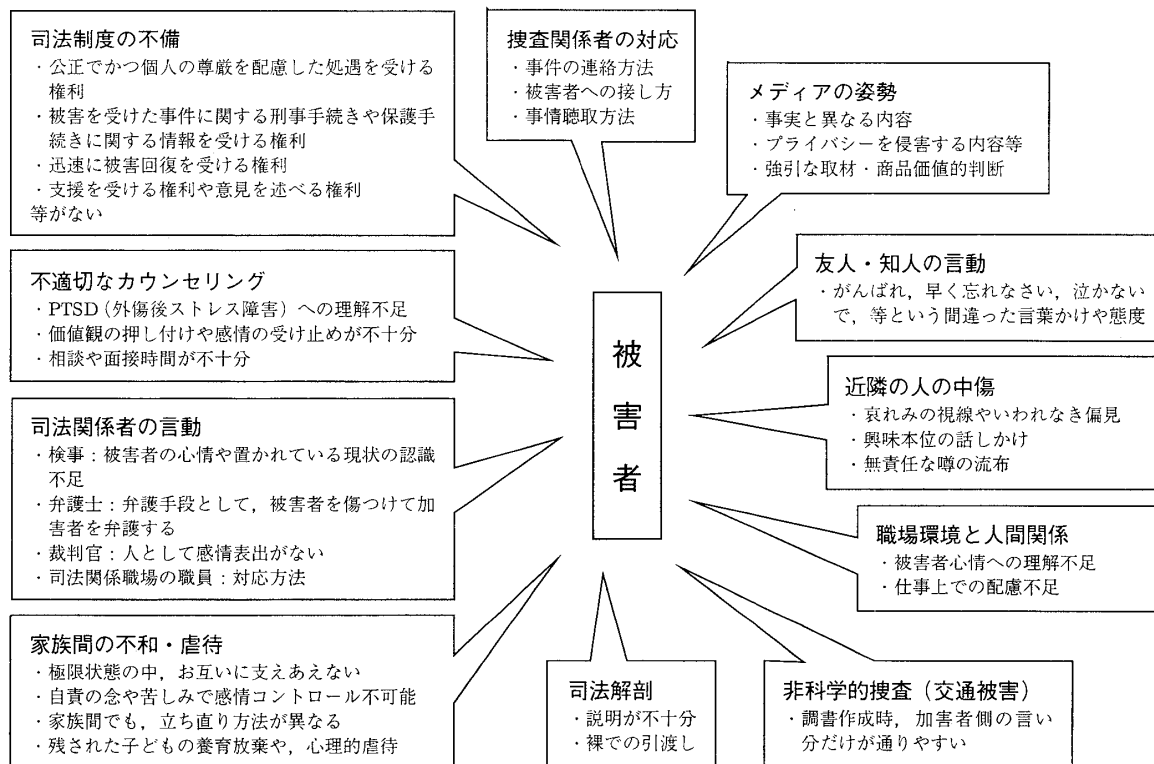 司法制度の不備
・公正でかつ個人の尊厳を配慮した処遇を受ける
権利
・被害を受けた事件に関する刑事手続きや保護手
続きに関する情報を受ける権利
・迅速に被害回復を受ける権利
・支援を受ける権利や意見を述べる権利
等がない
捜査関係者の対応
・事件の連絡方法
・被害者への接し方
・事情聴取方法
メディアの姿勢
・事実と異なる内容
・プライバシーを侵害する内容等
・強引な取材・商品価値的判断
不適切なカウンセリング
・PTSD（外傷後ストレス障害）への理解不足
・価値観の押し付けや感情の受け止めが不十分
・相談や面接時間が不十分
友人・知人の言動
・がんばれ，早く忘れなさい，泣かない
で，等という間違った言葉かけや態度
被害者
近隣の人の中傷
・哀れみの視線やいわれなき偏見
・興味本位の話しかけ
・無責任な噂の流布
司法関係者の言動
・検事：被害者の心情や置かれている現状の認識
不足
・弁護士：弁護手段として，被害者を傷つけて加
害者を弁護する
・裁判官：人として感情表出がない
・司法関係職場の職員：対応方法
職場環境と人間関係
・被害者心情への理解不足
・仕事上での配慮不足
家族間の不和・虐待
・極限状態の中，お互いに支えあえない
・自責の念や苦しみで感情コントロール不可能
・家族間でも，立ち直り方法が異なる
・残された子どもの養育放棄や，心理的虐待
司法解剖
・説明が不十分
・裸での引渡し
非科学的捜査（交通被害）
・調書作成時，加害者側の言い
分だけが通りやすい